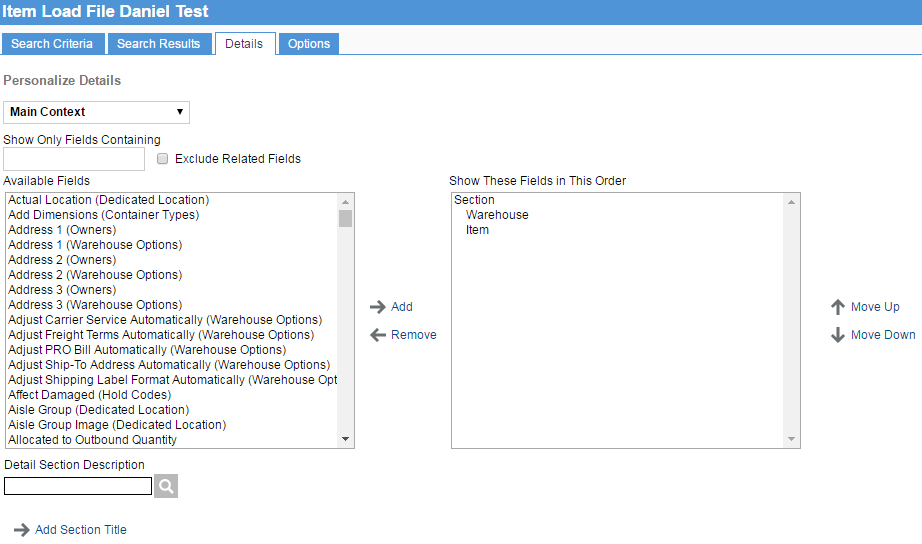 Item Load File Daniel Test
Search Criteria
Search Results
Details
Options
Personalize Details
Main Context
Show Only Fields Containing
Exclude Related Fields
Available Fields
Actual Location (Dedicated Location)
Add Dimensions (Container Types)
Address 1 (Owners)
Address 1 (Warehouse Options)
Address 2 (Owners)
Address 2 (Warehouse Options)
Address 3 (Owners)
Address 3 (Warehouse Options)
Adjust Carrier Service Automatically (Warehouse Options)
Adjust Freight Terms Automatically (Warehouse Options)
Adjust PRO Bill Automatically (Warehouse Options)
Adjust Ship-To Address Automatically (Warehouse Options)
Adjust Shipping Label Format Automatically (Warehouse Opt
Affect Damaged (Hold Codes)
Aisle Group (Dedicated Location)
Aisle Group Image (Dedicated Location)
Allocated to Outbound Quantity
Add
Remove
Show These Fields in This Order
Section
Warehouse
Item
Move Up
Move Down
Detail Section Description
Add Section Title